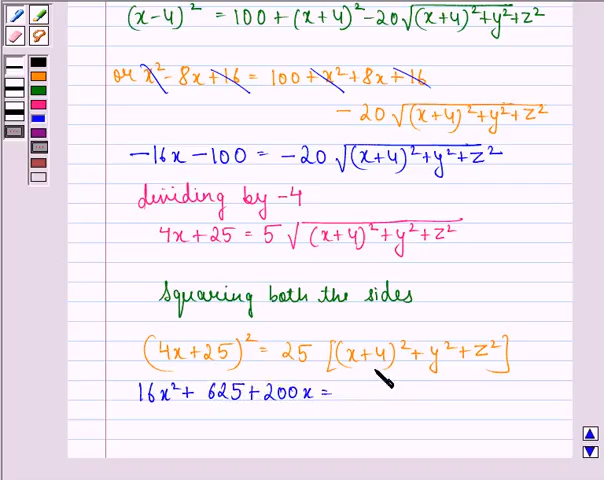 (x-4)² = 100 + (x+4)² - 20√(x+4)²+y²+z²
or x² - 8x + 16 = 100 + x² + 8x + 16
- 20√(x+4)²+y²+z²
-16x - 100 = -20√(x+4)²+y²+z²
dividing by -4
4x + 25 = 5√(x+4)²+y²+z²
Squaring both the sides
(4x+25)² = 25 [(x+4)²+y²+z²]
16x² + 625 + 200x =